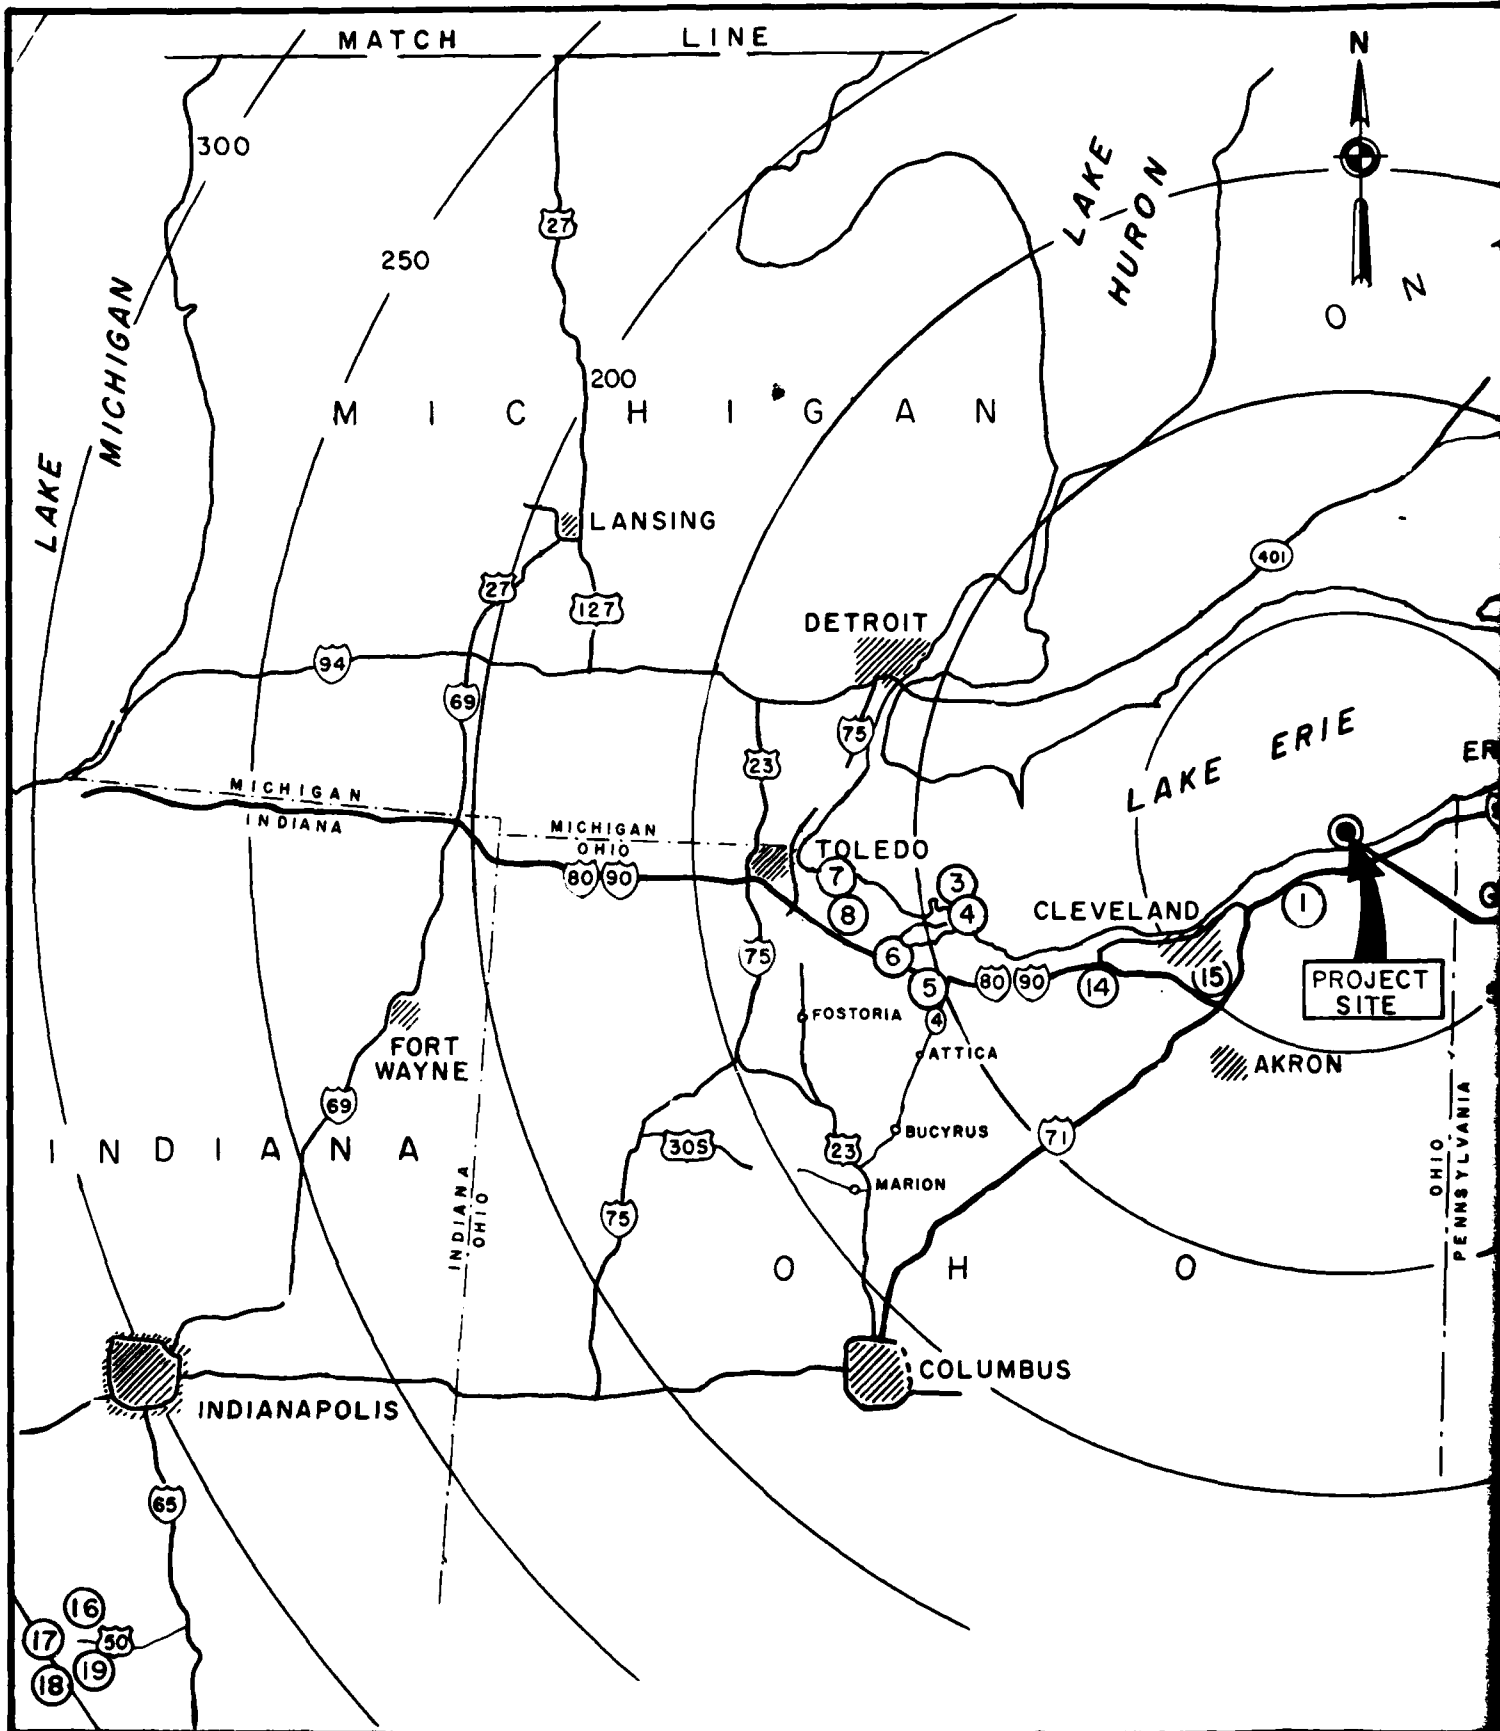 MATCH LINE
N
300
LAKE
HURON
27
250
O N
LAKE
MICHIGAN
200
MICHIGAN
LANSING
401
27
127
DETROIT
94
69
75
LAKE ERIE
23
ER
MICHIGAN
INDIANA
MICHIGAN
OHIO
TOLEDO
80 90
7
3
8
4
CLEVELAND
1
6
75
5
80 90
14
15
PROJECT
SITE
FOSTORIA
4
FORT
WAYNE
ATTICA
AKRON
69
BUCYRUS
71
INDIANA
30S
23
MARION
OHIO
PENNSYLVANIA
INDIANA
OHIO
75
O H O
COLUMBUS
INDIANAPOLIS
65
16
17
50
18
19